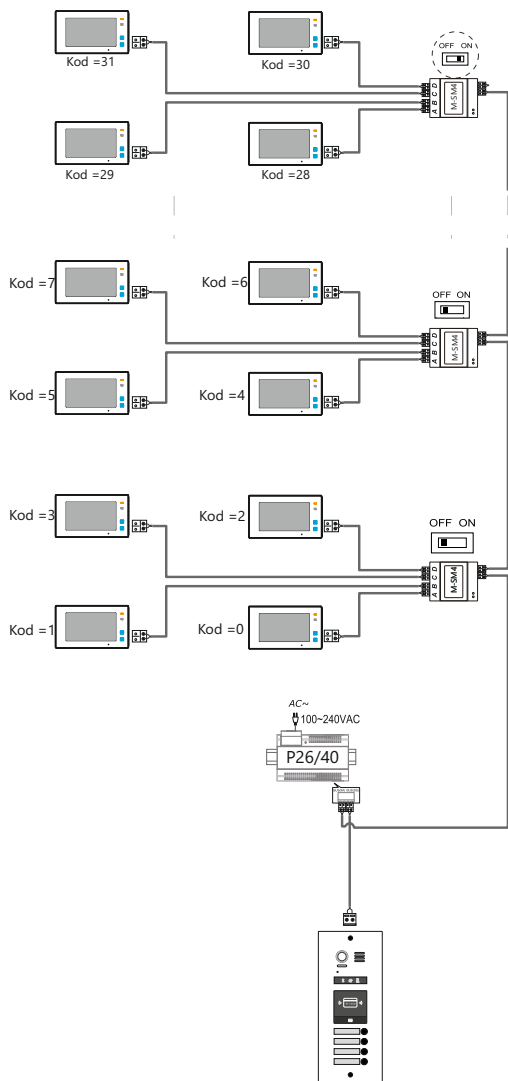 OFF ON
Kod =31
Kod =30
A B C D
M-SM4
Kod =29
Kod =28
Kod =7
Kod =6
OFF ON
A B C D
M-SM4
Kod =5
Kod =4
Kod =3
Kod =2
OFF ON
A B C D
M-SM4
Kod =1
Kod =0
AC~
100~240VAC
P26/40